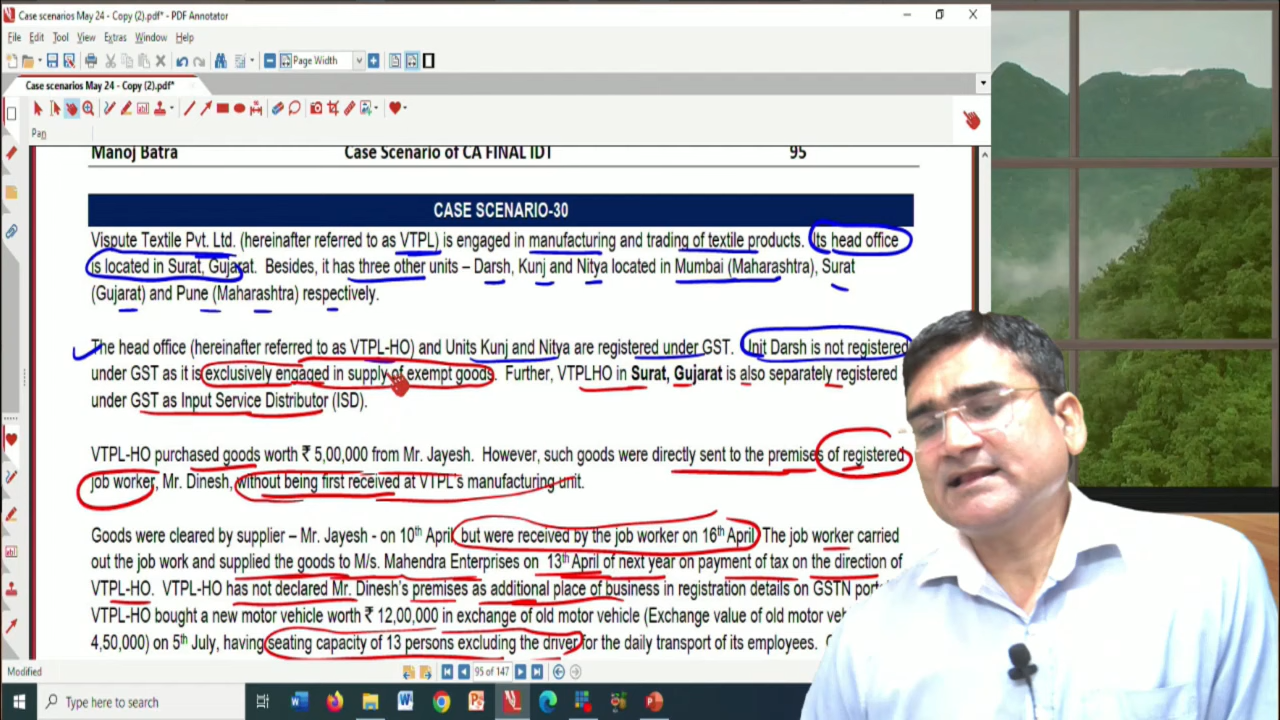 Case scenarios May 24 - Copy (2).pdf* - PDF Annotator
File Edit Tool View Extras Window Help
Page Width
Case scenarios May 24 - Copy (2).pdf*
Pan
Manoj Batra Case Scenario of CA FINAL IDT 95
CASE SCENARIO-30
Vispute Textile Pvt. Ltd. (hereinafter referred to as VTPL) is engaged in manufacturing and trading of textile products. Its head office
is located in Surat, Gujarat. Besides, it has three other units – Darsh, Kunj and Nitya located in Mumbai (Maharashtra), Surat
(Gujarat) and Pune (Maharashtra) respectively.
The head office (hereinafter referred to as VTPL-HO) and Units Kunj and Nitya are registered under GST. Unit Darsh is not registered
under GST as it is exclusively engaged in supply of exempt goods. Further, VTPLHO in Surat, Gujarat is also separately registered
under GST as Input Service Distributor (ISD).
VTPL-HO purchased goods worth ₹ 5,00,000 from Mr. Jayesh. However, such goods were directly sent to the premises of registered
job worker, Mr. Dinesh, without being first received at VTPL's manufacturing unit.
Goods were cleared by supplier – Mr. Jayesh - on 10th April but were received by the job worker on 16th April. The job worker carried
out the job work and supplied the goods to M/s. Mahendra Enterprises on 13th April of next year on payment of tax on the direction of
VTPL-HO. VTPL-HO has not declared Mr. Dinesh's premises as additional place of business in registration details on GSTN
VTPL-HO bought a new motor vehicle worth ₹ 12,00,000 in exchange of old motor vehicle (Exchange value of old motor
4,50,000) on 5th July, having seating capacity of 13 persons excluding the driver for the daily transport of its employees.
Modified 95 of 147
Type here to search